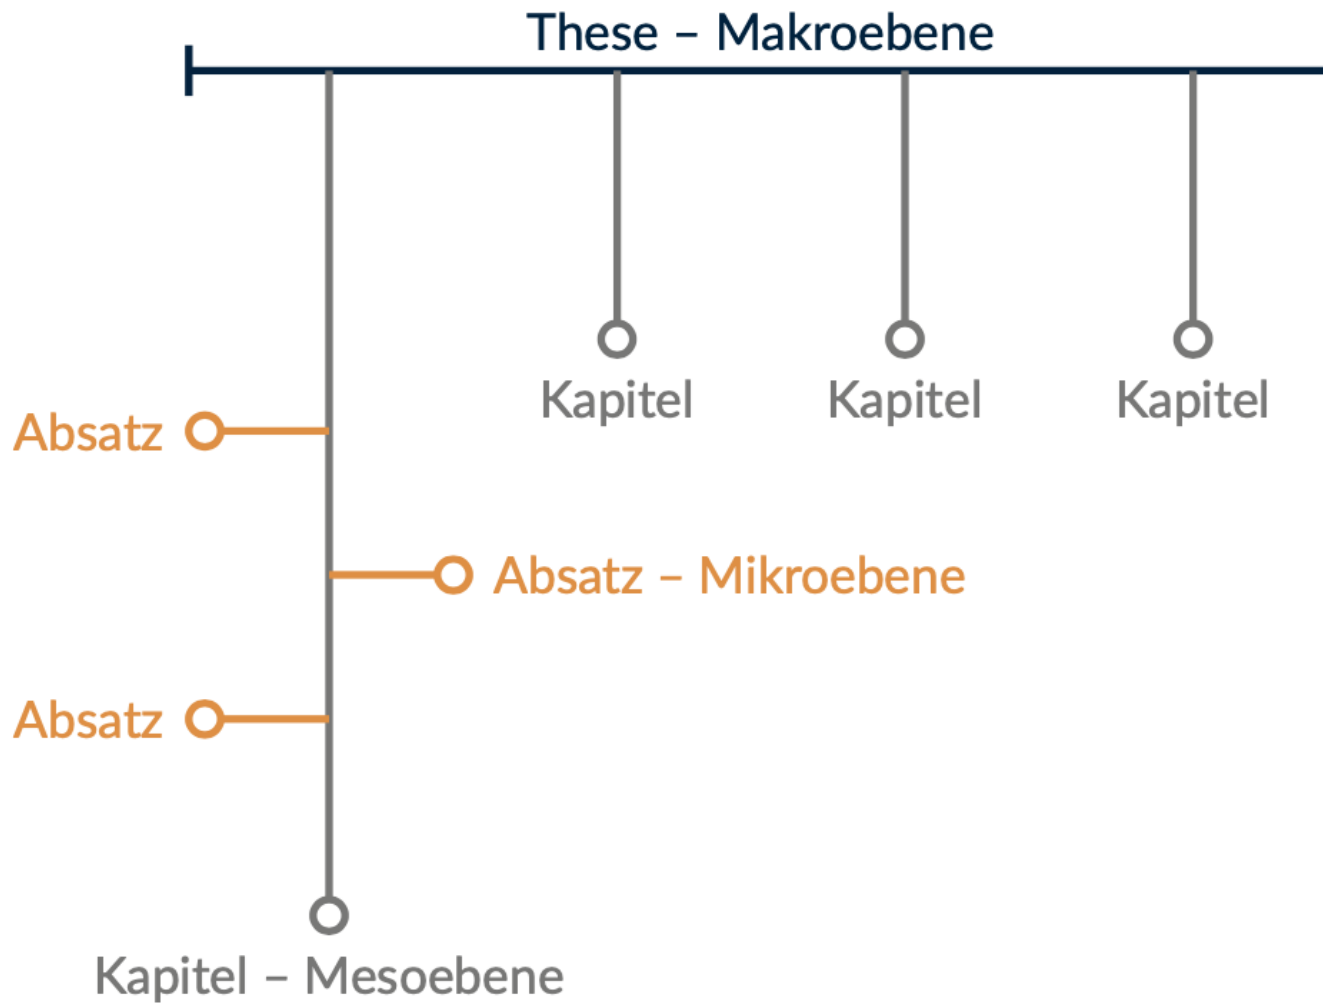 These – Makroebene
Kapitel
Kapitel
Kapitel
Absatz
Absatz – Mikroebene
Absatz
Kapitel – Mesoebene